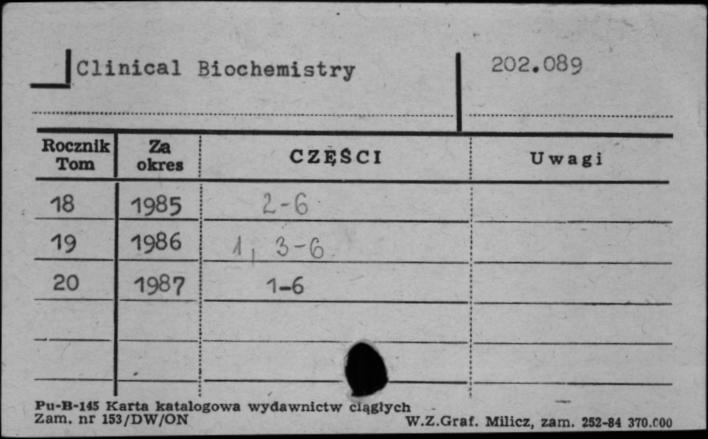 Clinical Biochemistry 202.089
Rocznik Tom Za okres CZĘŚCI Uwagi
18 1985 2-6
19 1986 1, 3-6
20 1987 1-6
Pu-B-145 Karta katalogowa wydawnictw ciągłych
Zam. nr 153/DW/ON W.Z.Graf. Milicz, zam. 252-84 370.000